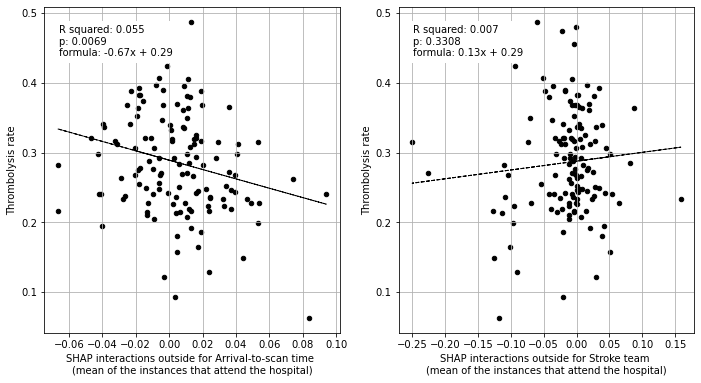 R squared: 0.055
p: 0.0069
formula: -0.67x + 0.29
0.5
0.4
0.3
0.2
0.1
Thrombolysis rate
−0.06 −0.04 −0.02 0.00 0.02 0.04 0.06 0.08 0.10
SHAP interactions outside for Arrival-to-scan time
(mean of the instances that attend the hospital)
R squared: 0.007
p: 0.3308
formula: 0.13x + 0.29
0.5
0.4
0.3
0.2
0.1
Thrombolysis rate
−0.25 −0.20 −0.15 −0.10 −0.05 0.00 0.05 0.10 0.15
SHAP interactions outside for Stroke team
(mean of the instances that attend the hospital)